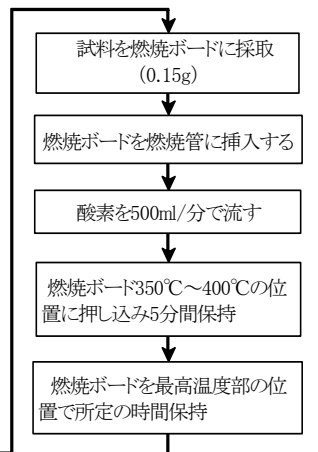 試料を燃焼ボードに採取
(0.15g)
燃焼ボードを燃焼管に挿入する
酸素を500ml/分で流す
燃焼ボード350℃～400℃の位
置に押し込み5分間保持
燃焼ボードを最高温度部の位
置で所定の時間保持